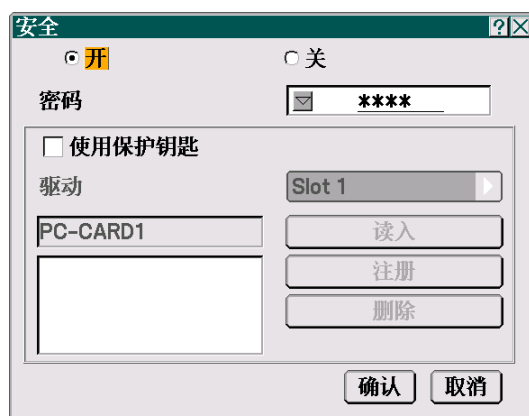 安全
开 关
密码 ****
使用保护钥匙
驱动 Slot 1
PC-CARD1 读入
注册
删除
确认 取消